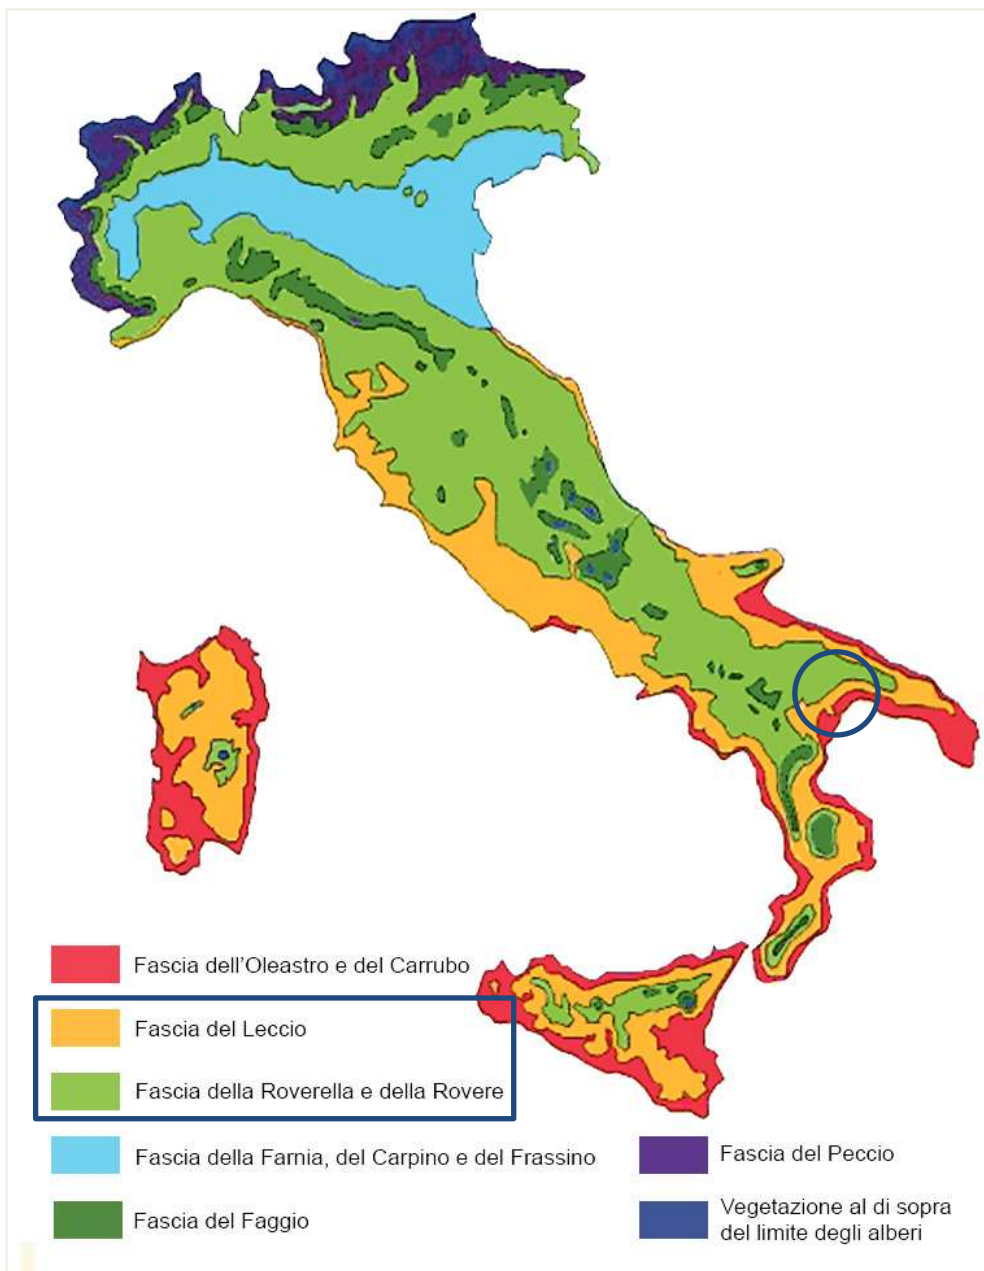 Fascia dell'Oleastro e del Carrubo
Fascia del Leccio
Fascia della Roverella e della Rovere
Fascia della Farnia, del Carpino e del Frassino
Fascia del Faggio
Fascia del Peccio
Vegetazione al di sopra
del limite degli alberi